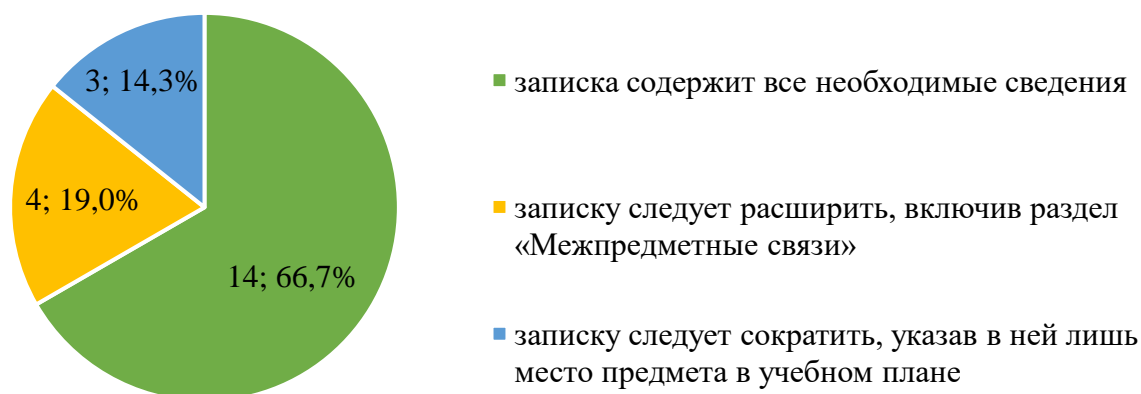 3; 14,3%
4; 19,0%
14; 66,7%
записка содержит все необходимые сведения
записку следует расширить, включив раздел
«Межпредметные связи»
записку следует сократить, указав в ней лишь
место предмета в учебном плане